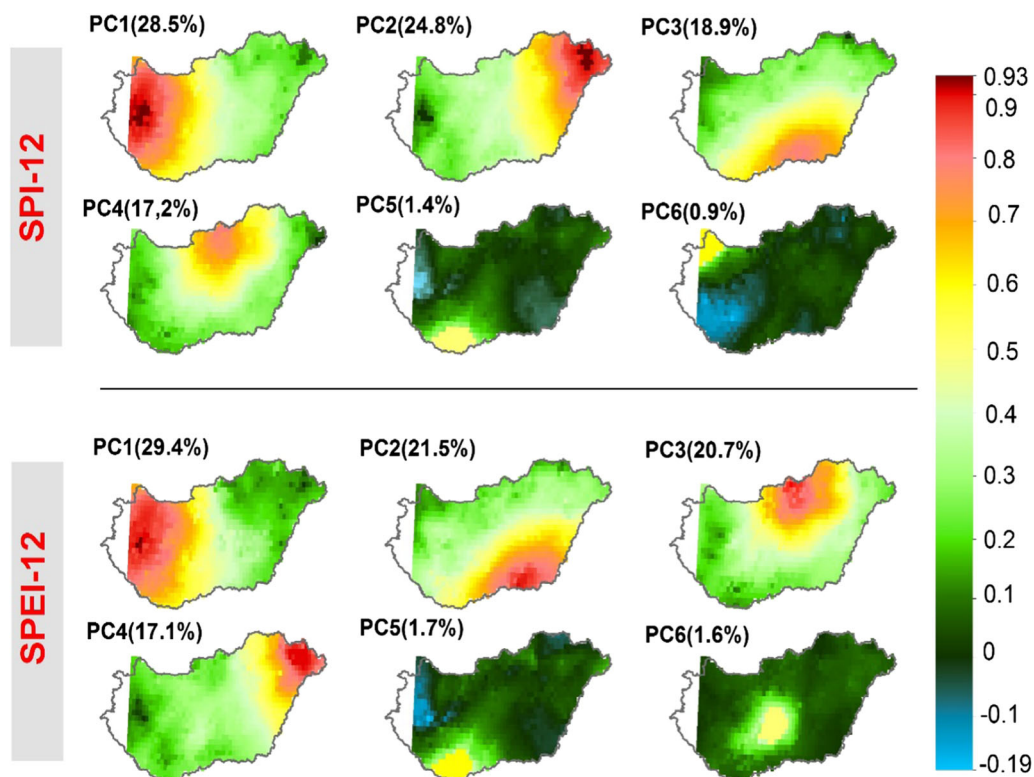 SPI-12
PC1(28.5%)
PC2(24.8%)
PC3(18.9%)
PC4(17,2%)
PC5(1.4%)
PC6(0.9%)
SPEI-12
PC1(29.4%)
PC2(21.5%)
PC3(20.7%)
PC4(17.1%)
PC5(1.7%)
PC6(1.6%)
0.93
0.9
0.8
0.7
0.6
0.5
0.4
0.3
0.2
0.1
0
-0.1
-0.19